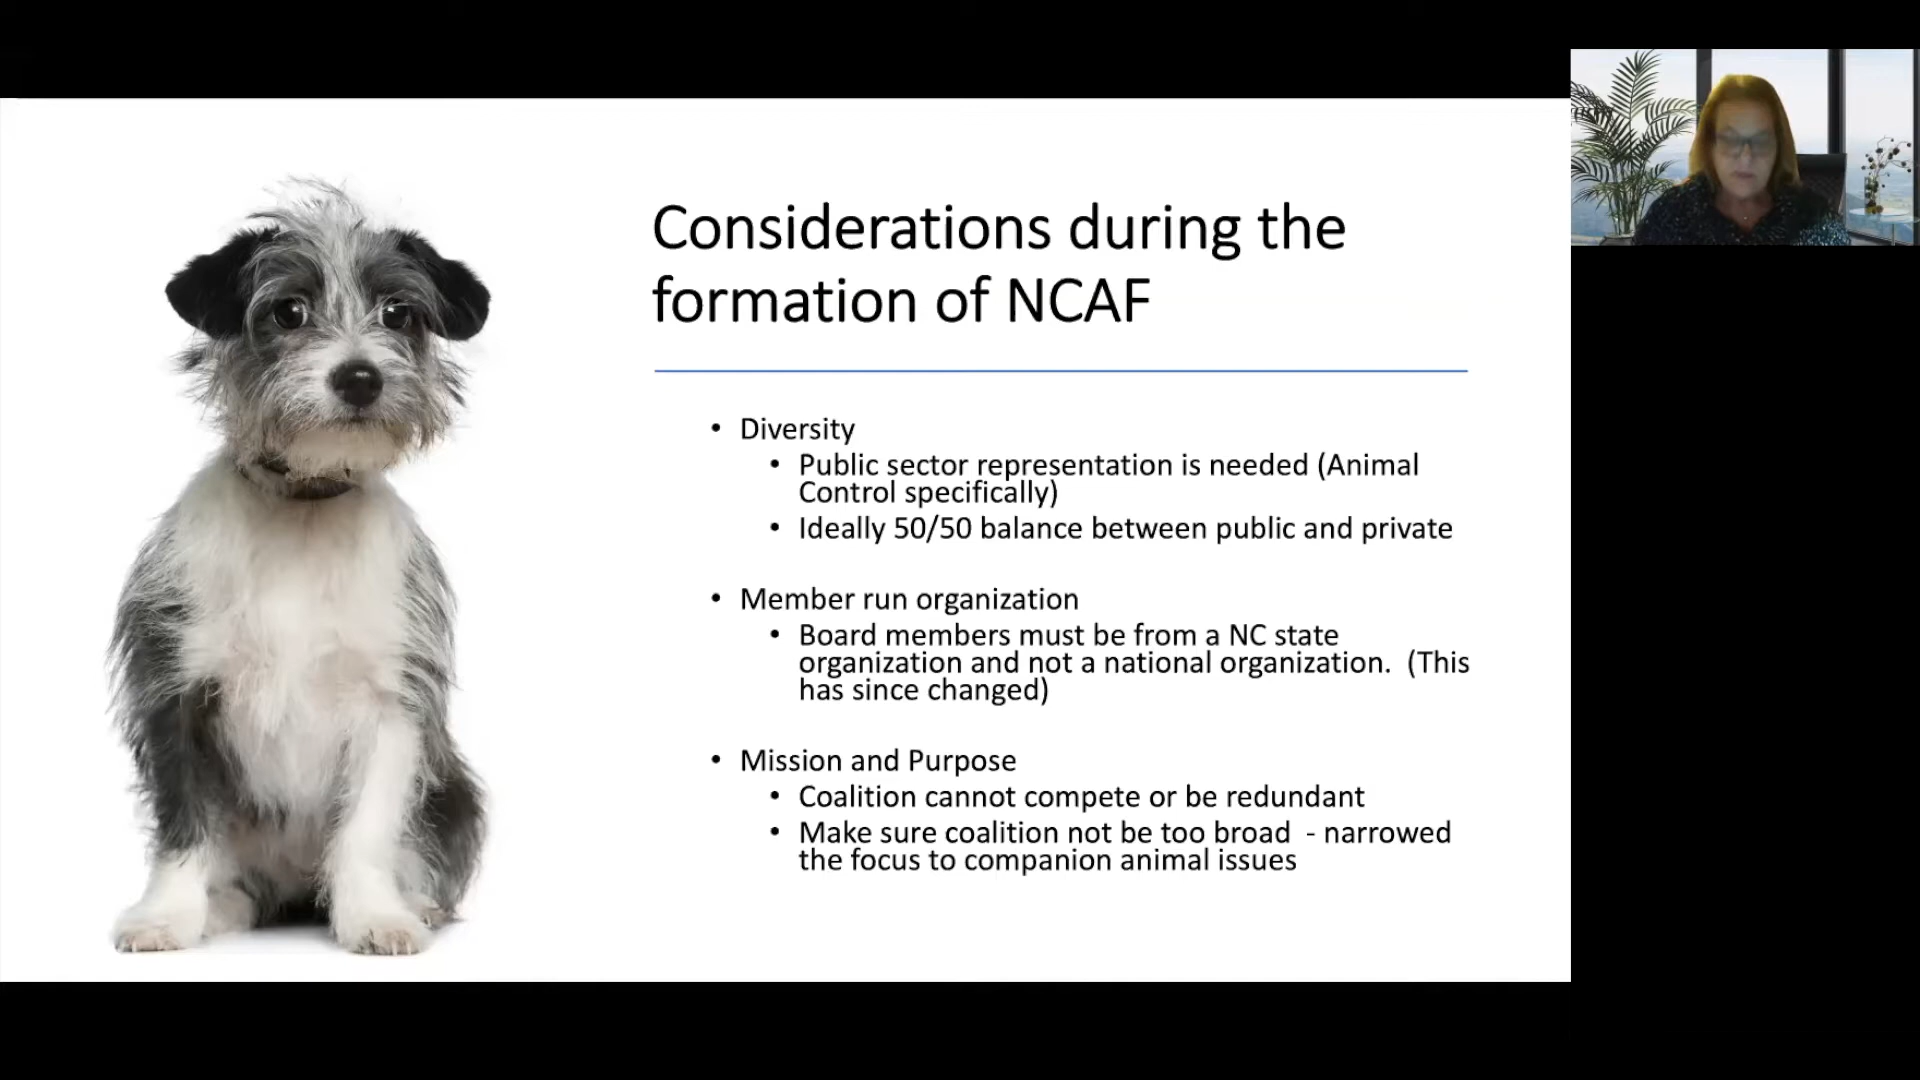 Considerations during the
formation of NCAF
• Diversity
• Public sector representation is needed (Animal
Control specifically)
• Ideally 50/50 balance between public and private
• Member run organization
• Board members must be from a NC state
organization and not a national organization.  (This
has since changed)
• Mission and Purpose
• Coalition cannot compete or be redundant
• Make sure coalition not be too broad  - narrowed
the focus to companion animal issues